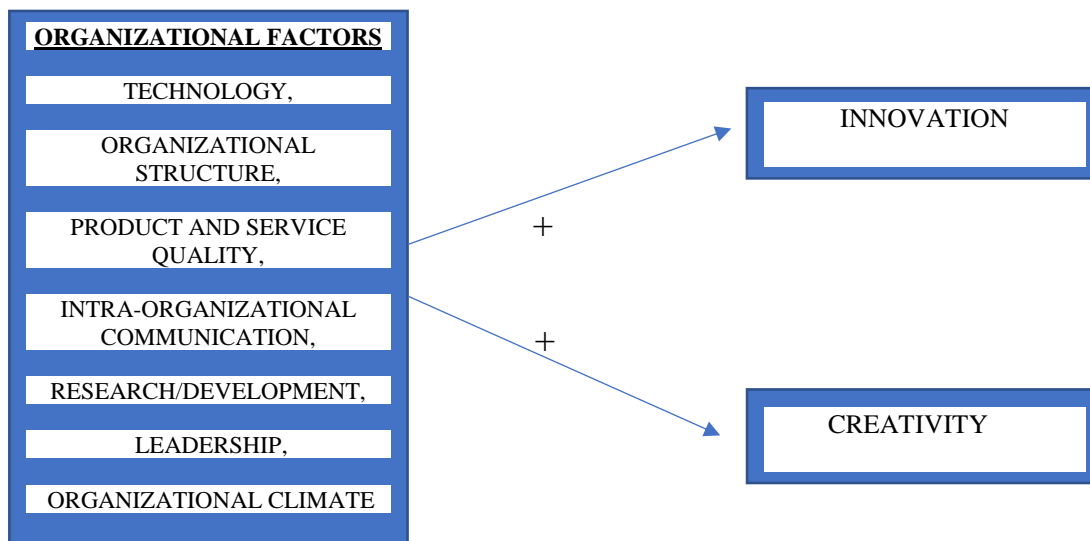 ORGANIZATIONAL FACTORS
TECHNOLOGY,
ORGANIZATIONAL
STRUCTURE,
PRODUCT AND SERVICE
QUALITY,
INTRA-ORGANIZATIONAL
COMMUNICATION,
RESEARCH/DEVELOPMENT,
LEADERSHIP,
ORGANIZATIONAL CLIMATE
+
+
INNOVATION
CREATIVITY